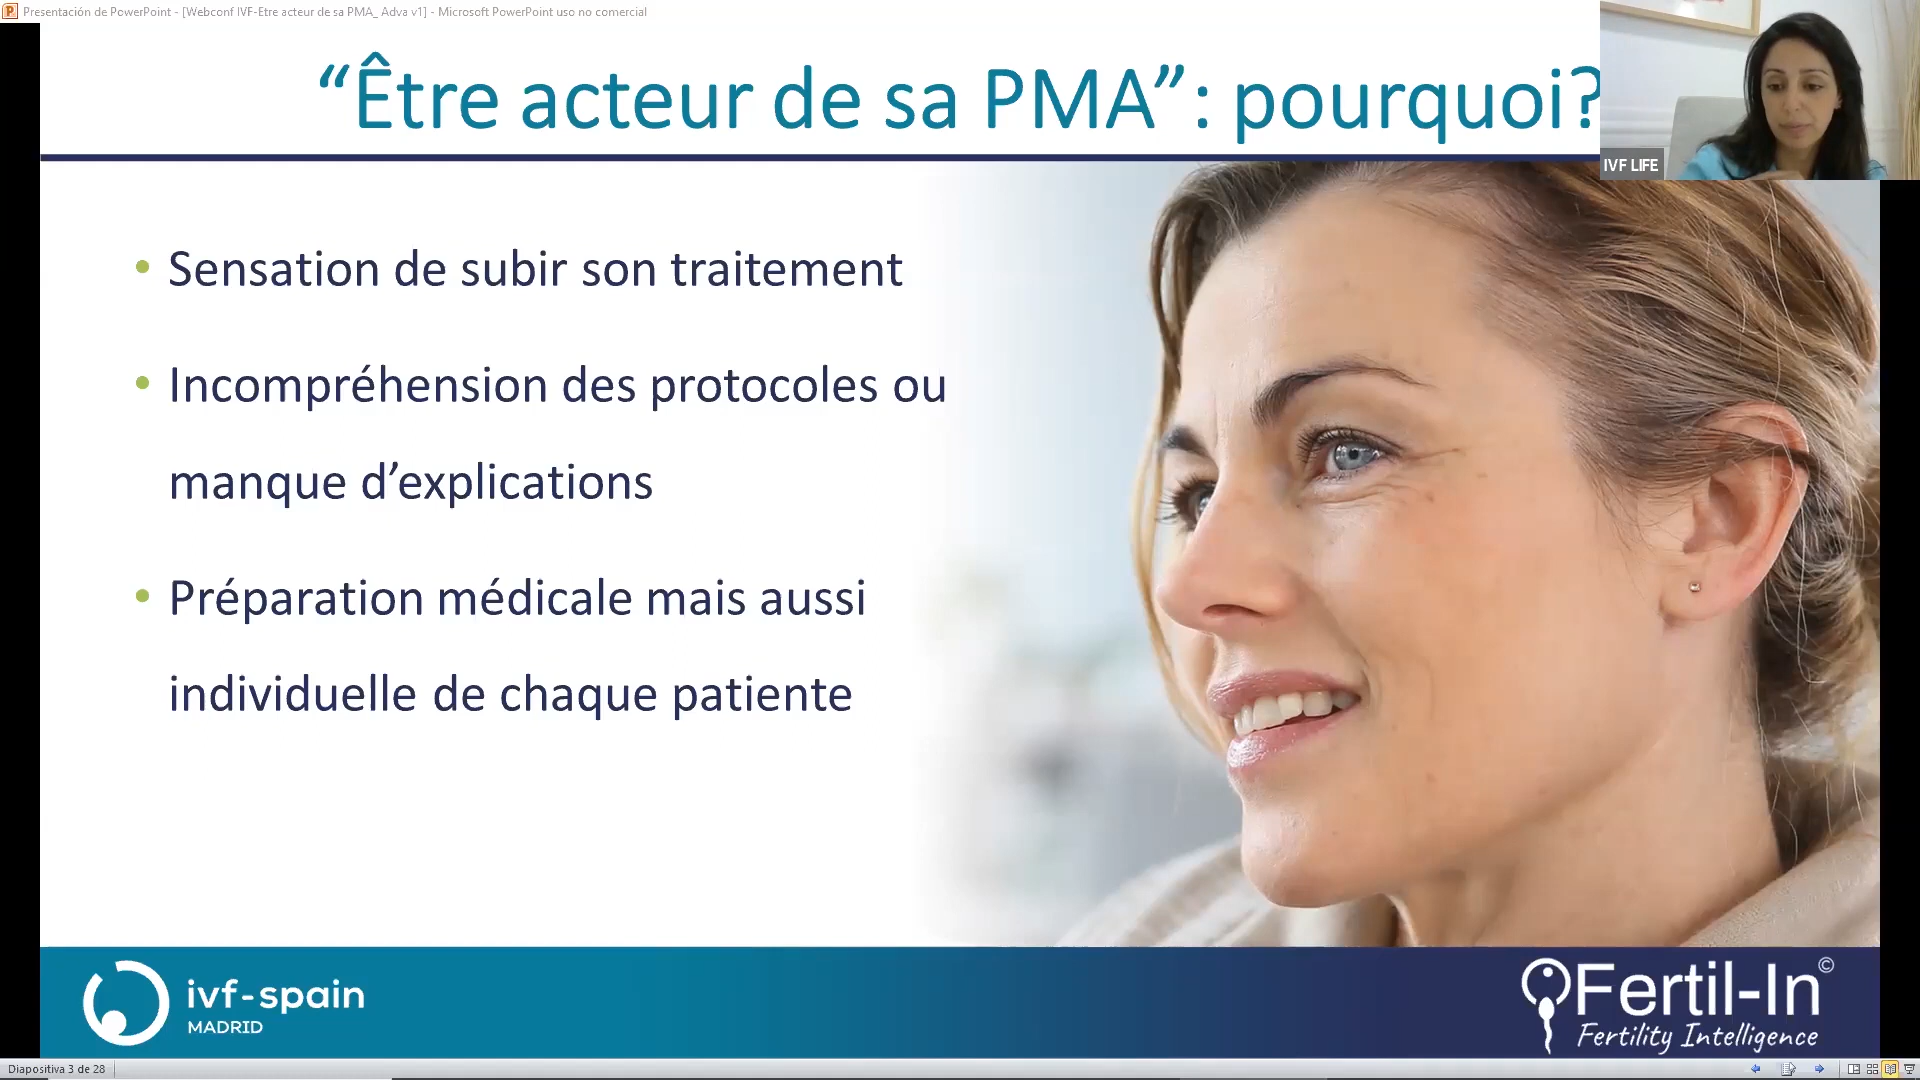 Presentación de PowerPoint - [Webconf IVF-Etre acteur de sa PMA_ Adva v1] - Microsoft PowerPoint uso no comercial
“Être acteur de sa PMA”: pourquoi?
IVF LIFE
• Sensation de subir son traitement
• Incompréhension des protocoles ou
manque d’explications
• Préparation médicale mais aussi
individuelle de chaque patiente
ivf-spain
MADRID
Fertil-In©
Fertility Intelligence
Diapositiva 3 de 28